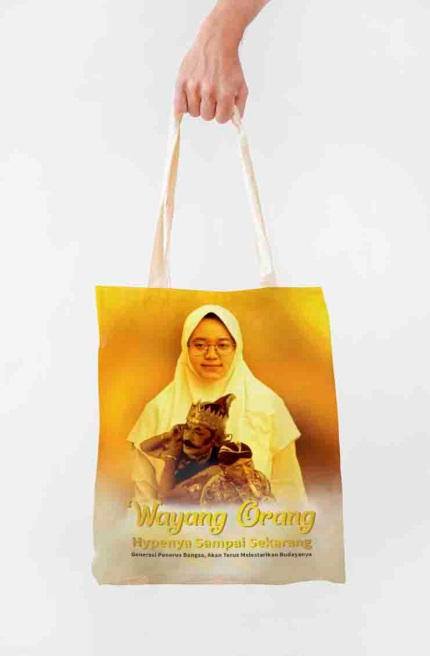 'Wayang Orang
Hypenya Sampai Sekarang
Generasi Penerus Bangsa, Akan Terus Melestarikan Budayanya